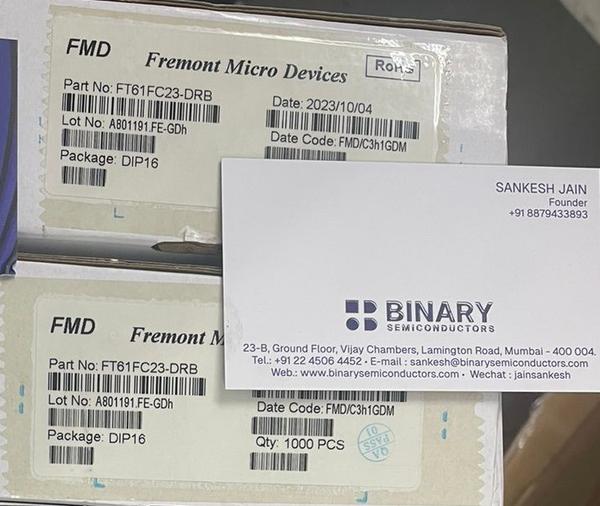 FMD
Fremont Micro Devices
RoHS
Part No: FT61FC23-DRB
Date: 2023/10/04
Lot No: A801191.FE-GDh
Date Code: FMD/C3h1GDM
Package: DIP16
SANKESH JAIN
Founder
+91 8879433893
BINARY
SEMICONDUCTORS
23-B, Ground Floor, Vijay Chambers, Lamington Road, Mumbai - 400 004.
Tel.: +91 22 4506 4452 • E-mail : sankesh@binarysemiconductors.com
Web.: www.binarysemiconductors.com • Wechat : jainsankesh
FMD
Fremont M
Part No: FT61FC23-DRB
Lot No: A801191.FE-GDh
Date Code: FMD/C3h1GDM
Package: DIP16
Qty: 1000 PCS
QA
PASS
01